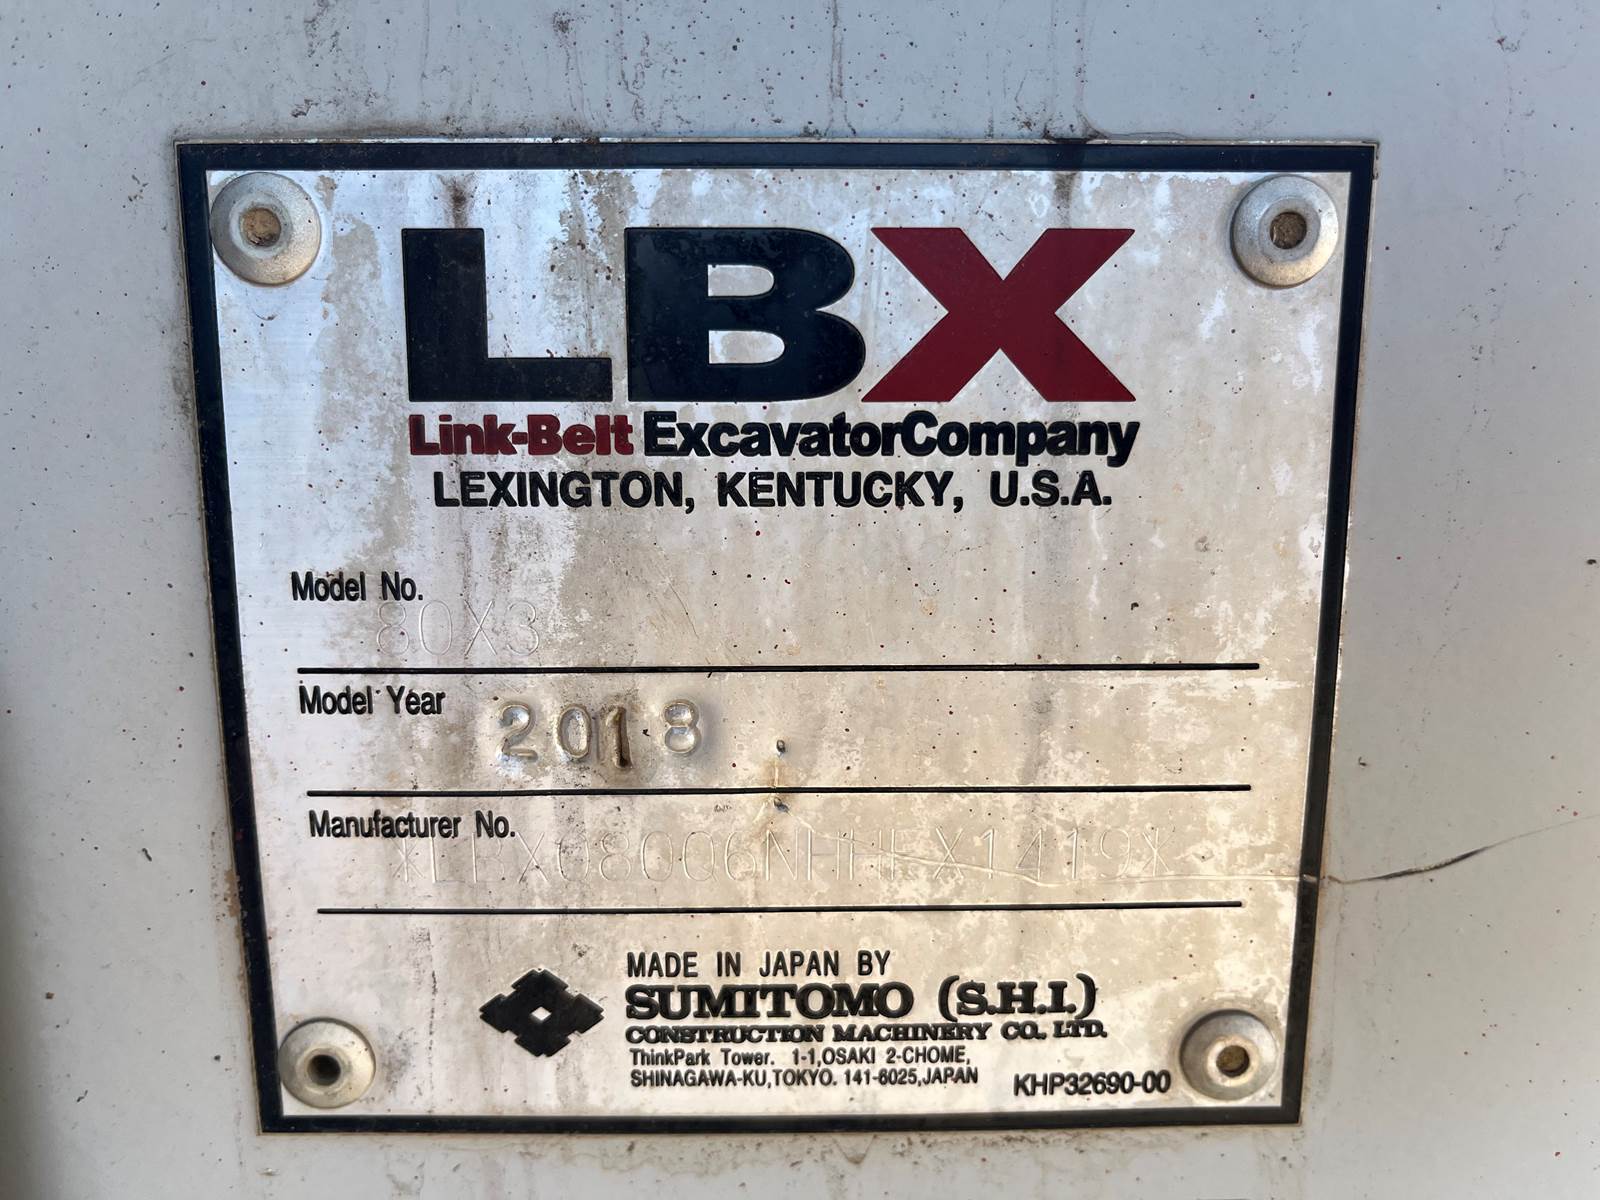 LBX
Link-Belt ExcavatorCompany
LEXINGTON, KENTUCKY, U.S.A.
Model No.
80X3
Model Year 2018
Manufacturer No.
MADE IN JAPAN BY
SUMITOMO (S.H.I.)
CONSTRUCTION MACHINERY CO. LTD.
ThinkPark Tower. 1-1,OSAKI 2-CHOME,
SHINAGAWA-KU,TOKYO. 141-6025,JAPAN
KHP32690-00